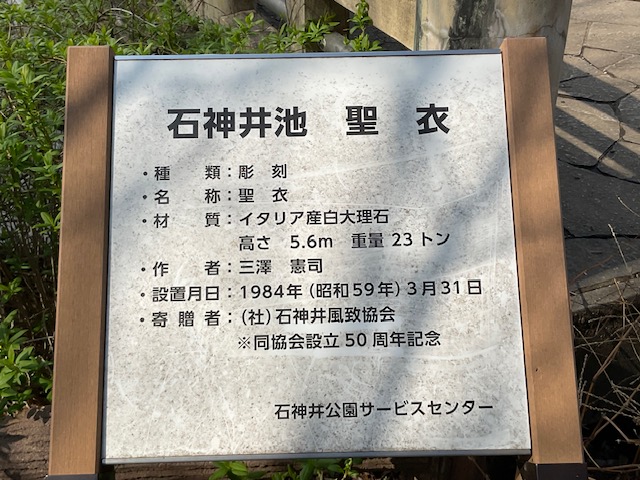 石神井池　聖　衣
・種　　類：彫　刻
・名　　称：聖　衣
・材　　質：イタリア産白大理石
高さ　5.6m　重量 23トン
・作　　者：三澤　憲司
・設置月日：1984年（昭和59年）3月31日
・寄 贈 者：（社）石神井風致協会
※同協会設立50周年記念
石神井公園サービスセンター